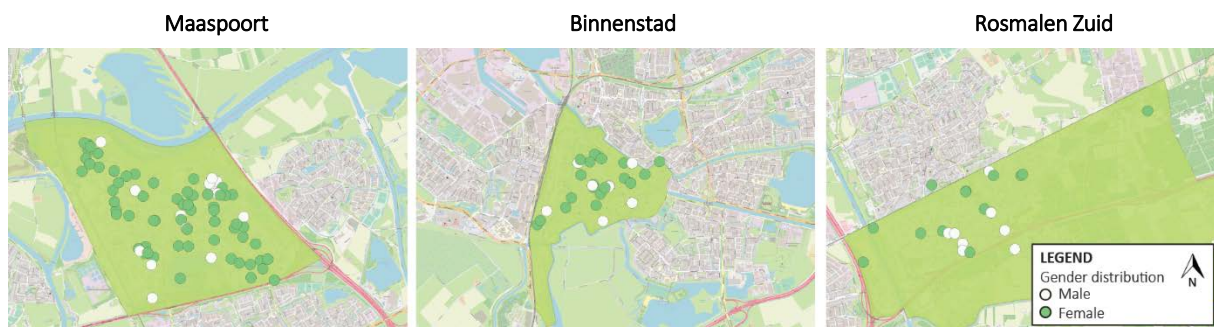 Maaspoort
Binnenstad
Rosmalen Zuid
LEGEND
Gender distribution
Male
Female
N